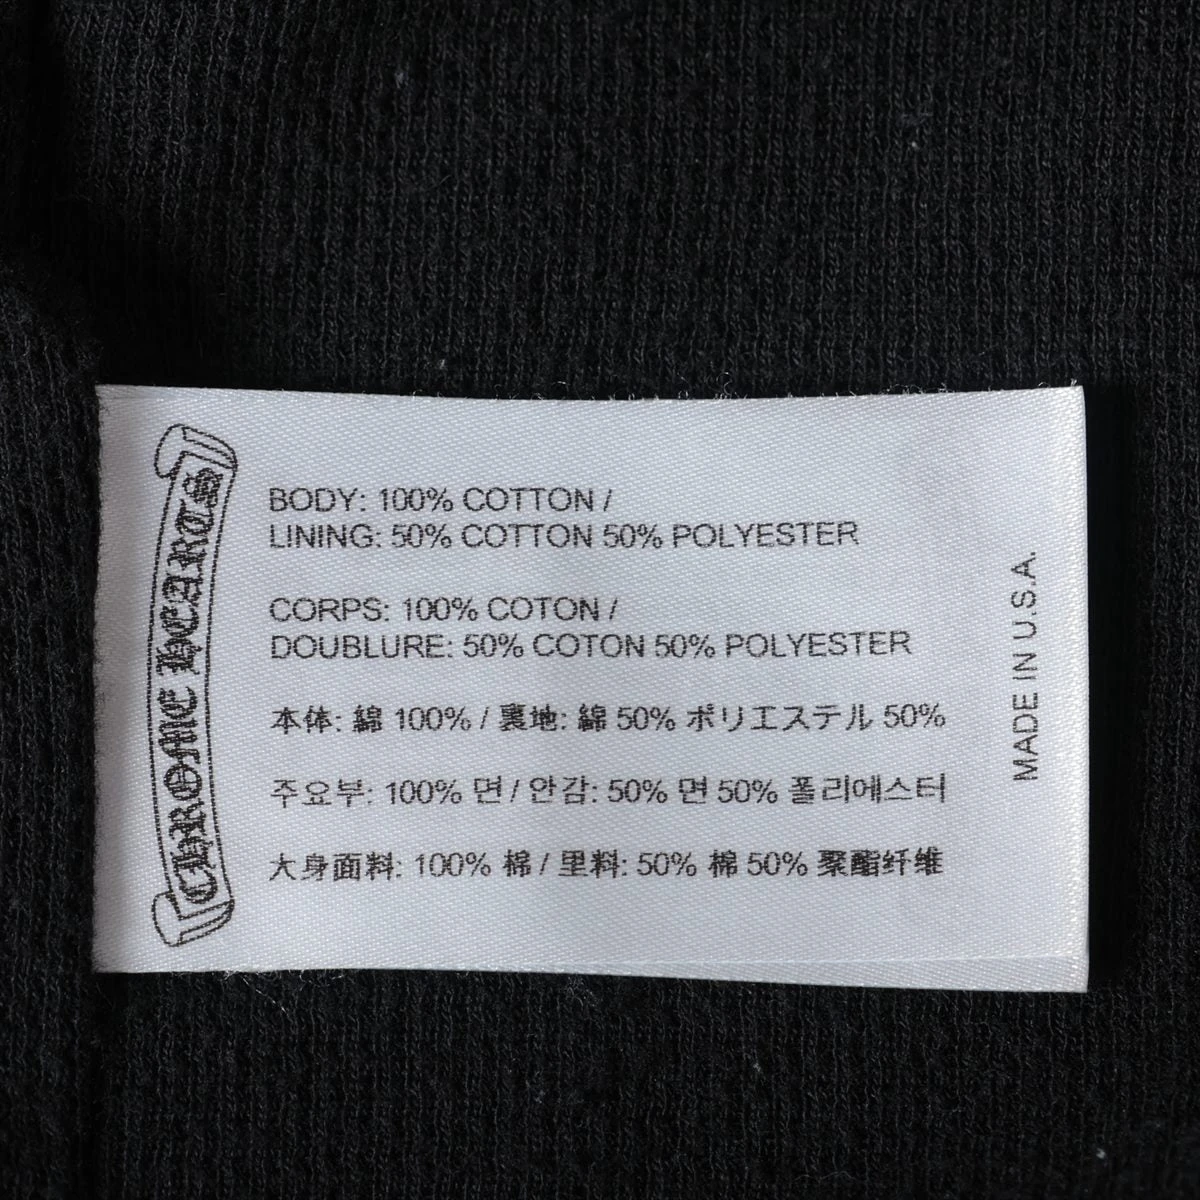 CHROME HEARTS
BODY: 100% COTTON /
LINING: 50% COTTON 50% POLYESTER
CORPS: 100% COTON /
DOUBLURE: 50% COTON 50% POLYESTER
本体: 綿 100% / 裏地: 綿 50% ポリエステル 50%
주요부: 100% 면 / 안감: 50% 면 50% 폴리에스터
大身面料: 100% 棉 / 里料: 50% 棉 50% 聚酯纤维
MADE IN U.S.A.